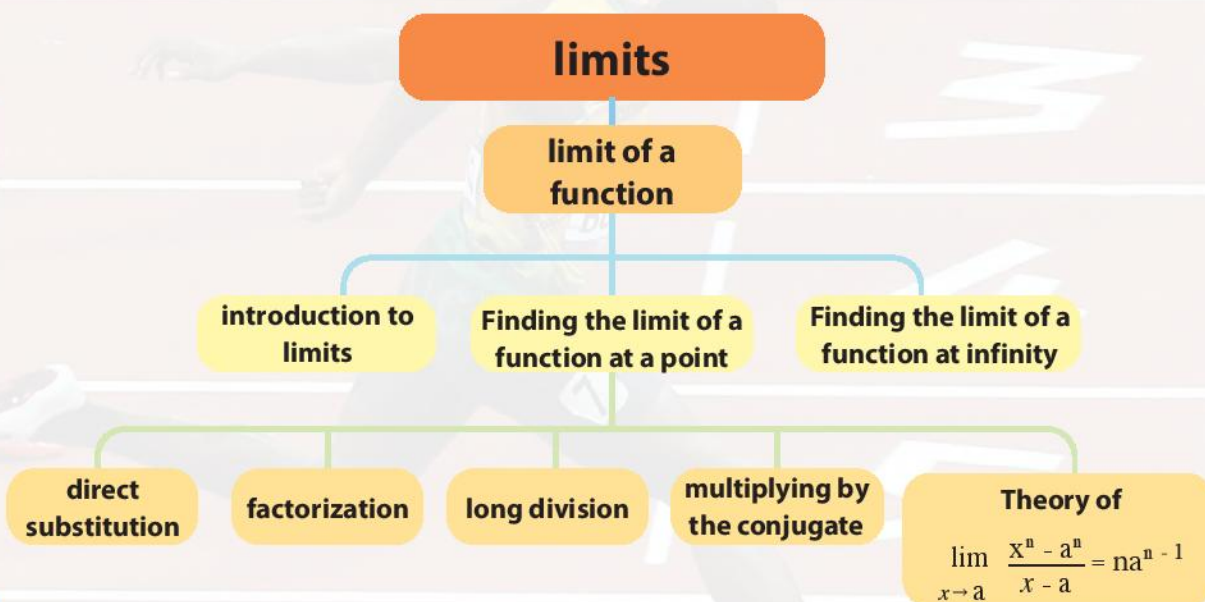 limits
limit of a
function
introduction to
limits
Finding the limit of a
function at a point
Finding the limit of a
function at infinity
direct
substitution
factorization
long division
multiplying by
the conjugate
Theory of
lim x→a (xⁿ - aⁿ)/(x - a) = naⁿ⁻¹